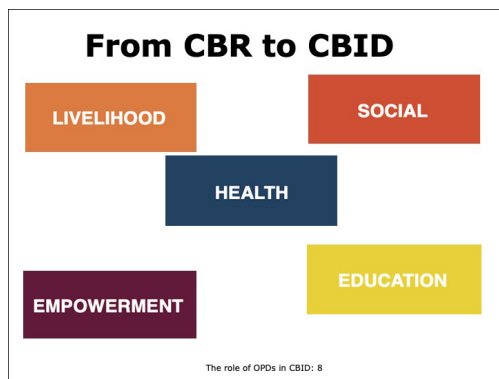 From CBR to CBID
LIVELIHOOD
SOCIAL
HEALTH
EMPOWERMENT
EDUCATION
The role of OPDs in CBID: 8